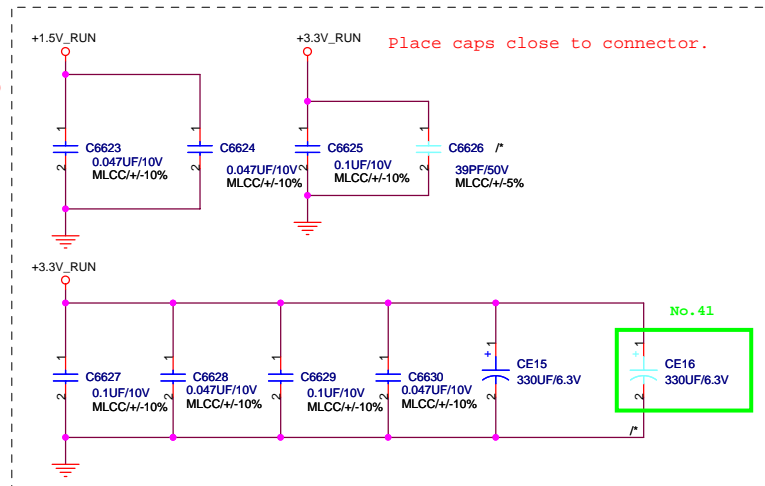 +1.5V_RUN
+3.3V_RUN
Place caps close to connector.
1
2
C6623
0.047UF/10V
MLCC/+/-10%
1
2
C6624
0.047UF/10V
MLCC/+/-10%
1
2
C6625
0.1UF/10V
MLCC/+/-10%
1
2
C6626 /*
39PF/50V
MLCC/+/-5%
+3.3V_RUN
No.41
1
2
C6627
0.1UF/10V
MLCC/+/-10%
1
2
C6628
0.047UF/10V
MLCC/+/-10%
1
2
C6629
0.1UF/10V
MLCC/+/-10%
1
2
C6630
0.047UF/10V
MLCC/+/-10%
1
+
2
CE15
330UF/6.3V
1
+
2
CE16
330UF/6.3V
/*